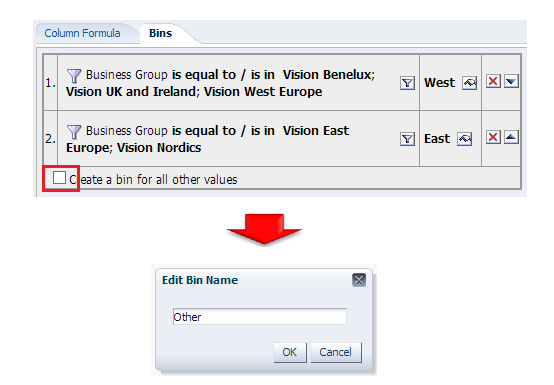 Column Formula Bins
1. Business Group is equal to / is in Vision Benelux; West
Vision UK and Ireland; Vision West Europe
2. Business Group is equal to / is in Vision East East
Europe; Vision Nordics
Create a bin for all other values
Edit Bin Name
Other
OK Cancel